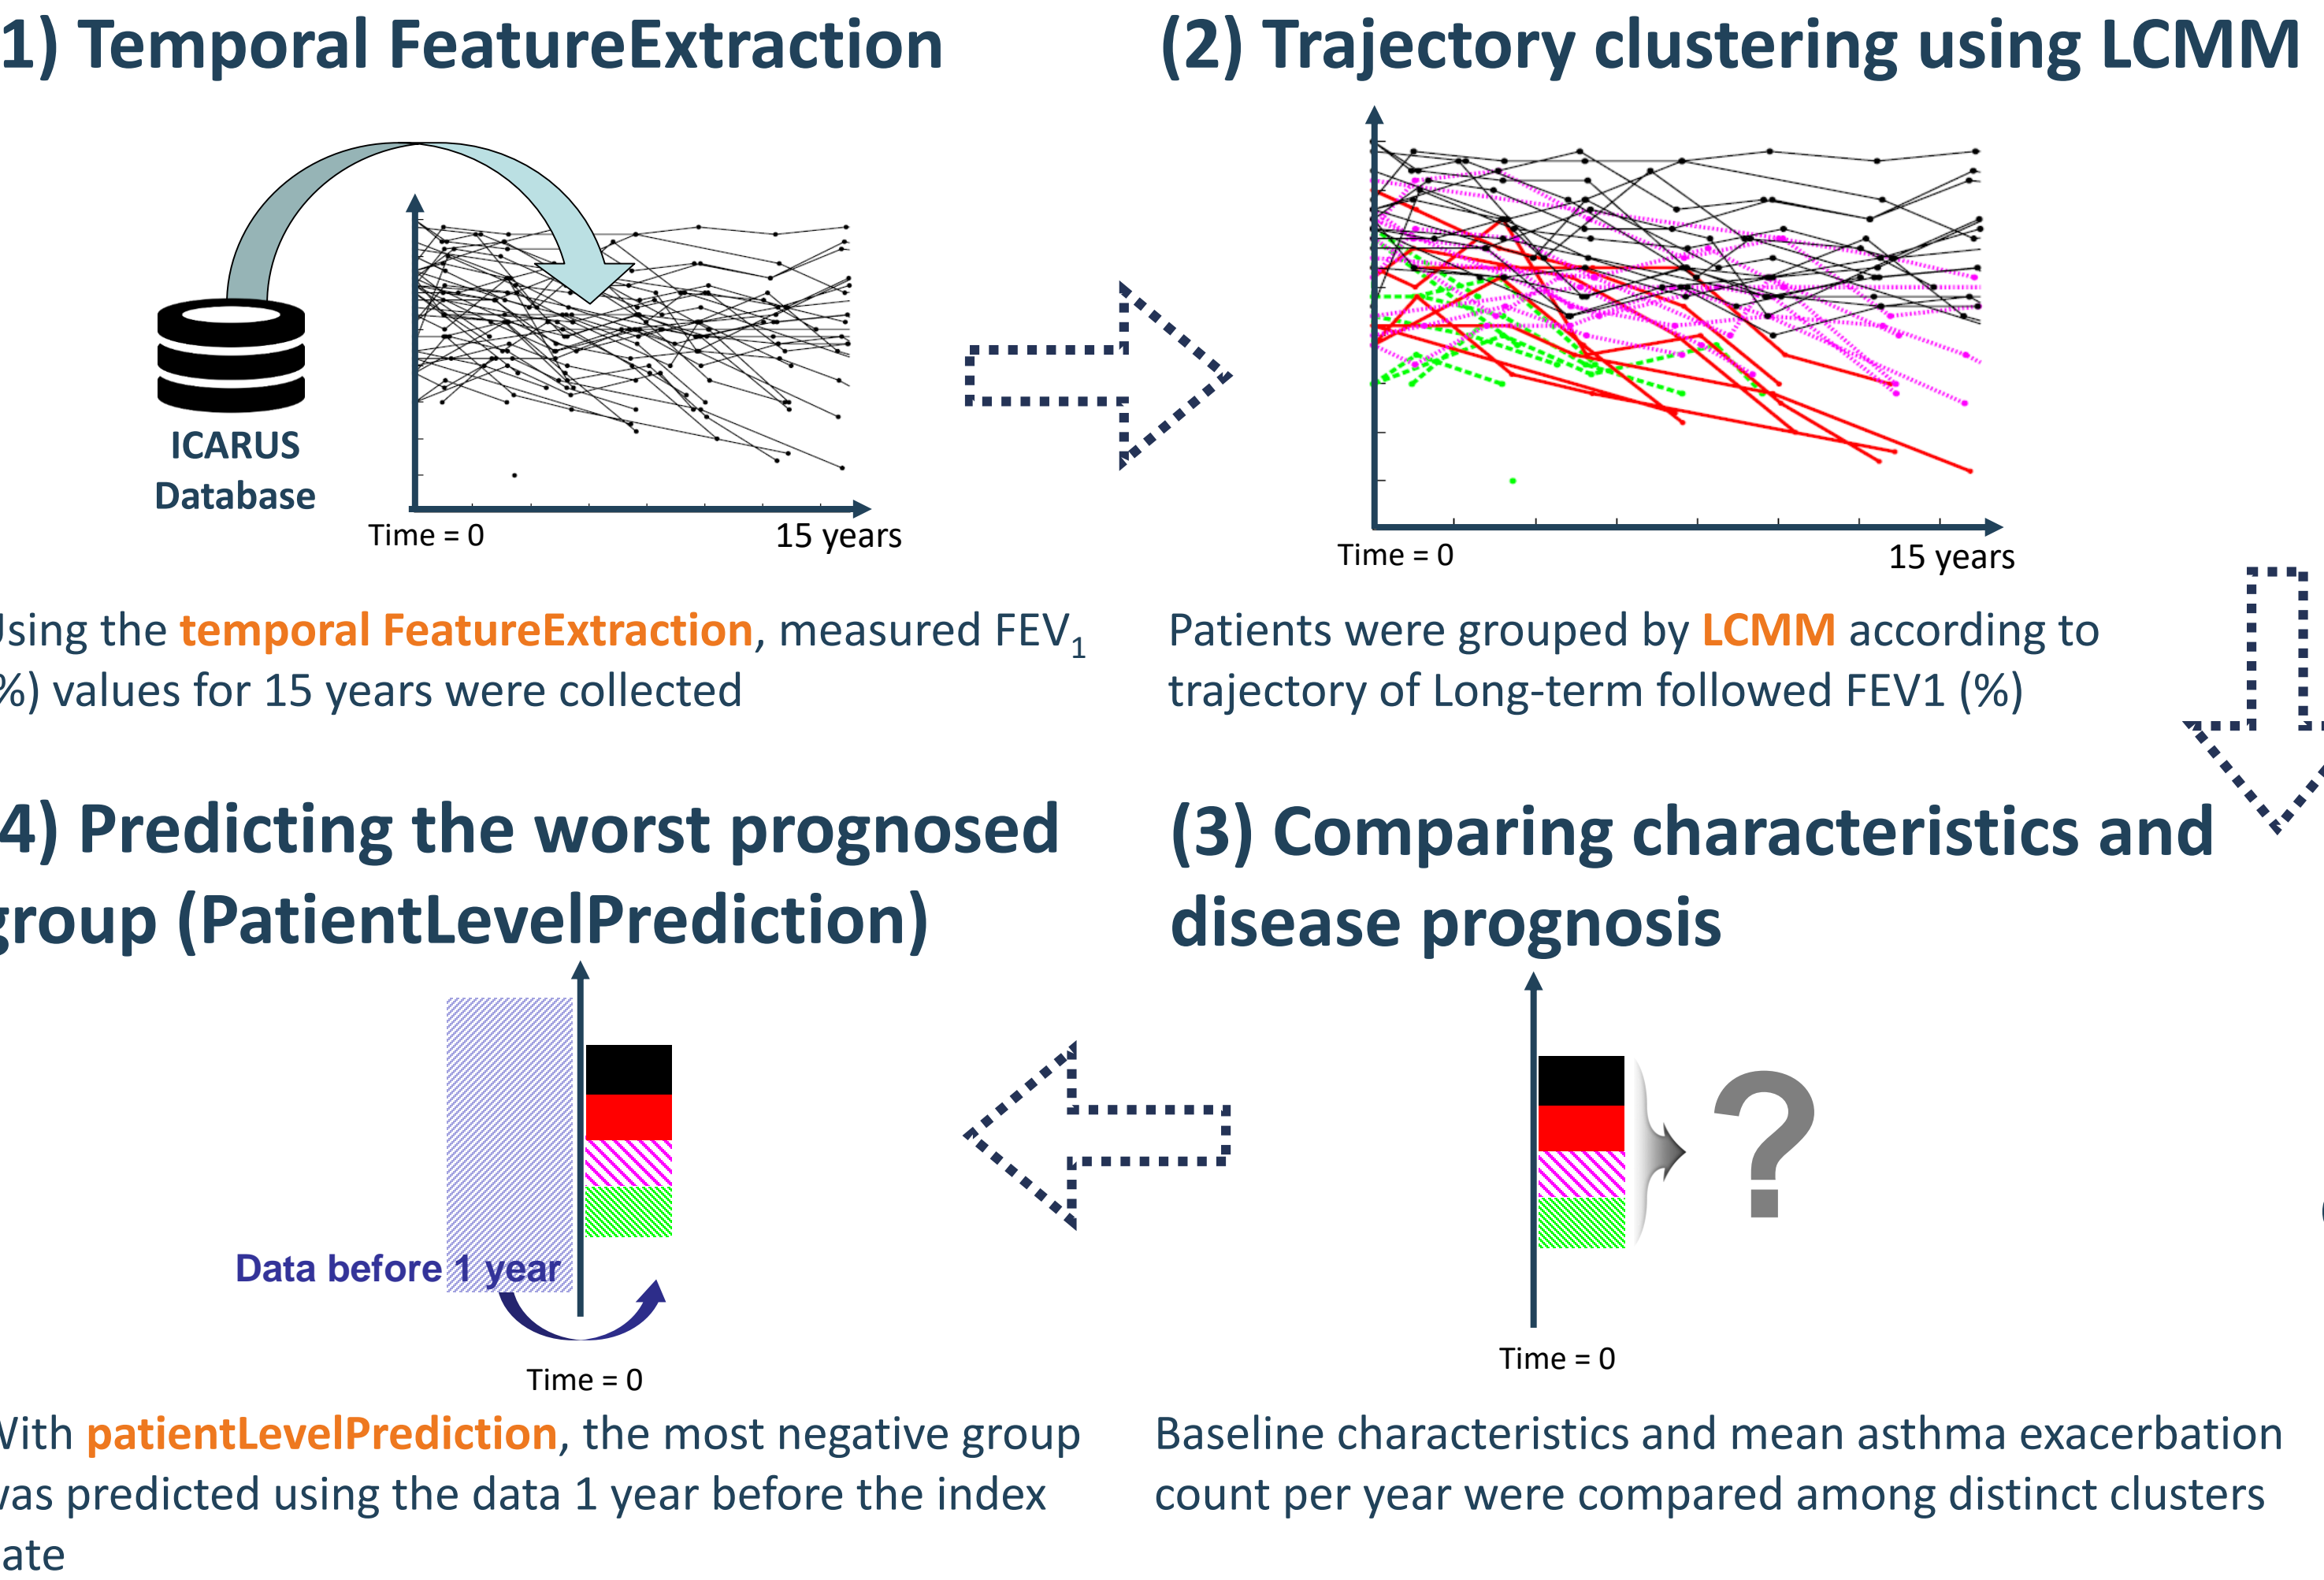 1) Temporal FeatureExtraction
ICARUS
Database
Time = 0
15 years
Using the temporal FeatureExtraction, measured FEV1
%) values for 15 years were collected
(2) Trajectory clustering using LCMM
Time = 0
15 years
Patients were grouped by LCMM according to
trajectory of Long-term followed FEV1 (%)
(3) Comparing characteristics and
disease prognosis
?
Time = 0
Baseline characteristics and mean asthma exacerbation
count per year were compared among distinct clusters
4) Predicting the worst prognosed
group (PatientLevelPrediction)
Data before 1 year
Time = 0
With patientLevelPrediction, the most negative group
was predicted using the data 1 year before the index
ate